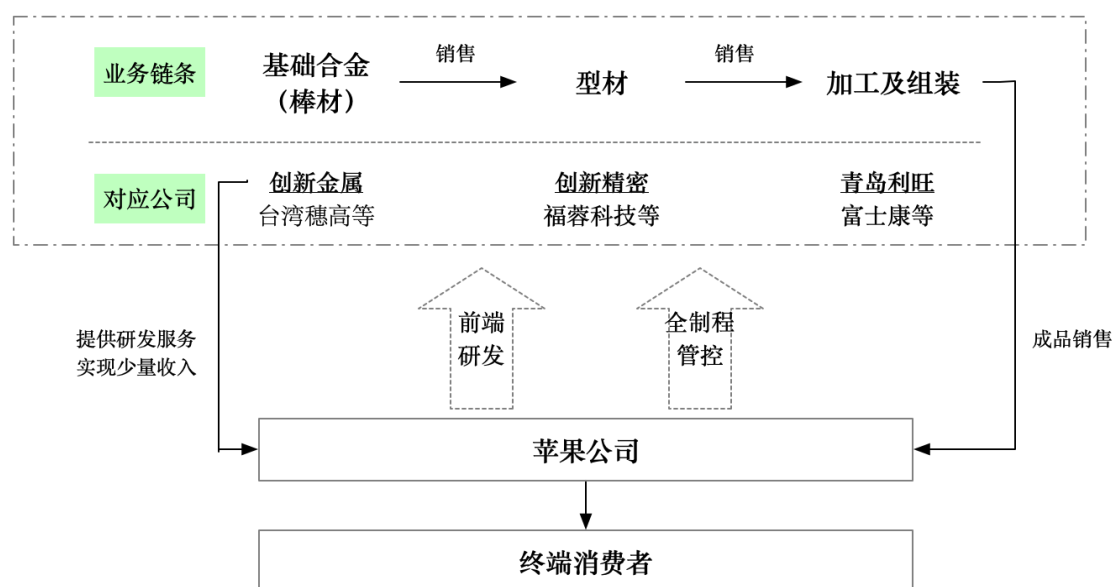 业务链条
基础合金
（棒材）
销售
型材
销售
加工及组装
对应公司
创新金属
台湾穗高等
创新精密
福蓉科技等
青岛利旺
富士康等
提供研发服务
实现少量收入
前端
研发
全制程
管控
成品销售
苹果公司
终端消费者